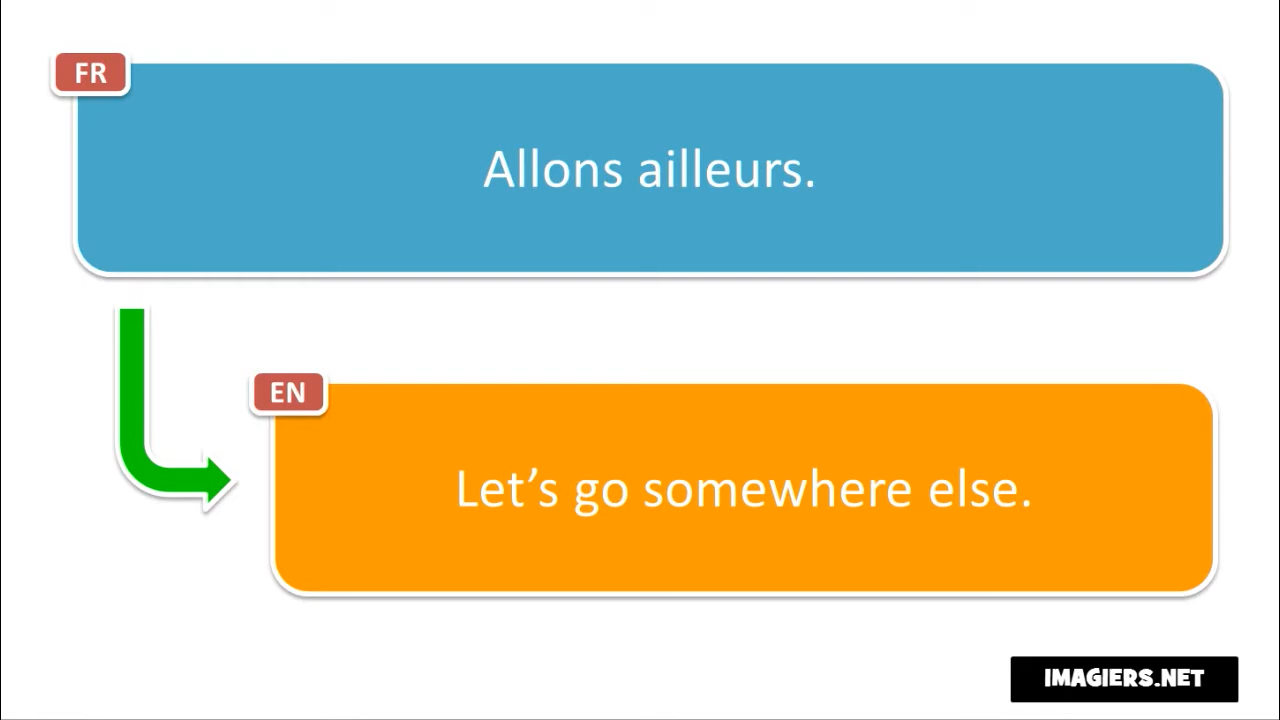 FR
Allons ailleurs.
EN
Let’s go somewhere else.
IMAGIERS.NET